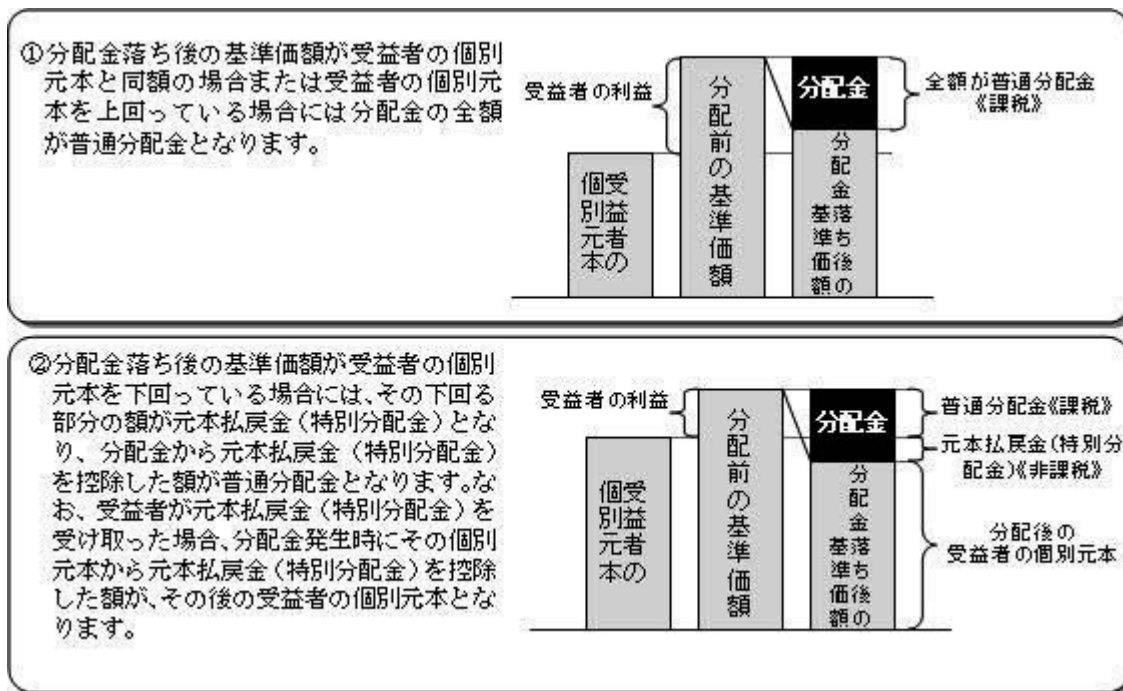 ①分配金落ち後の基準価額が受益者の個別
元本と同額の場合または受益者の個別元
本を上回っている場合には分配金の全額
が普通分配金となります。
受益者の利益
個別元本
受益者の
分配前の基準価額
分配金
分配金落ち後の
基準価額
全額が普通分配金
《課税》
②分配金落ち後の基準価額が受益者の個別
元本を下回っている場合には、その下回る
部分の額が元本払戻金(特別分配金)とな
り、分配金から元本払戻金(特別分配金)
を控除した額が普通分配金となります。な
お、受益者が元本払戻金(特別分配金)を
受け取った場合、分配金発生時にその個別
元本から元本払戻金(特別分配金)を控除
した額が、その後の受益者の個別元本とな
ります。
受益者の利益
受益者の
個別元本
分配前の基準価額
分配金
分配金落ち後の
基準価額
普通分配金《課税》
元本払戻金(特別分
配金)《非課税》
分配後の
受益者の個別元本